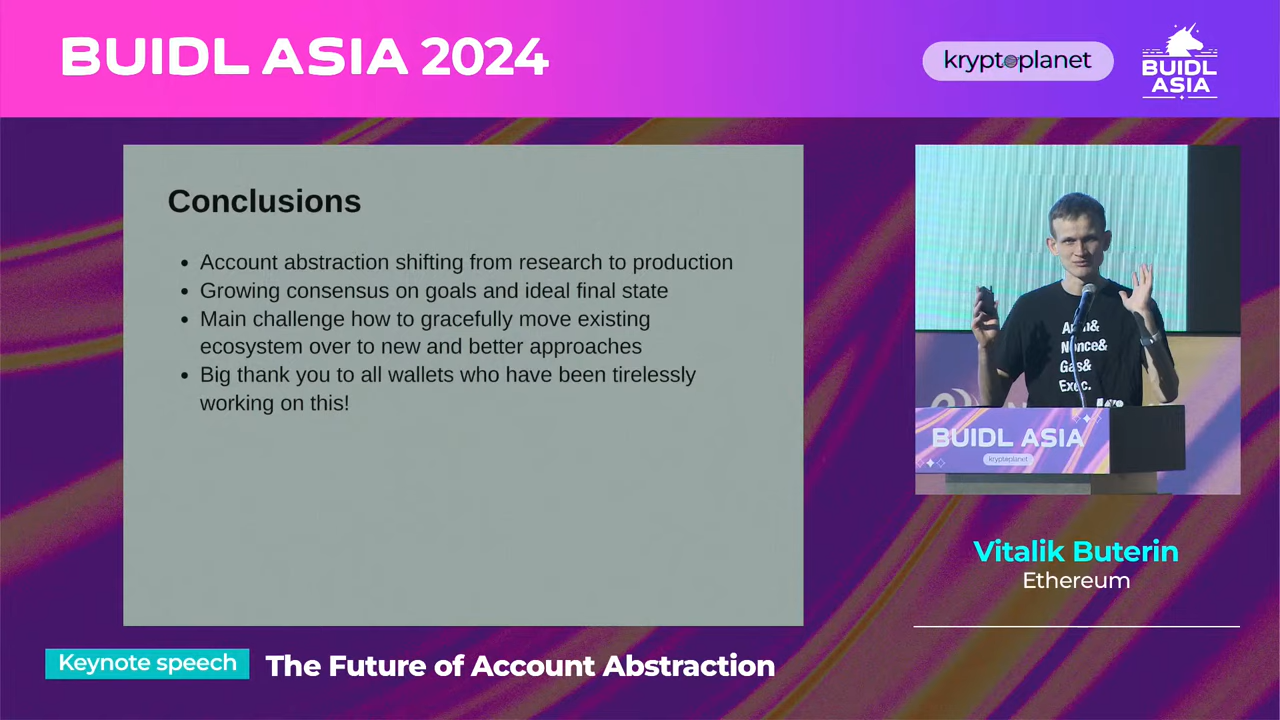 BUIDL ASIA 2024
kryptoplanet
BUIDL
ASIA
Conclusions
• Account abstraction shifting from research to production
• Growing consensus on goals and ideal final state
• Main challenge how to gracefully move existing
ecosystem over to new and better approaches
• Big thank you to all wallets who have been tirelessly
working on this!
Nonce&
Gas&
Exec.
BUIDL ASIA
kryptoplanet
Vitalik Buterin
Ethereum
Keynote speech
The Future of Account Abstraction